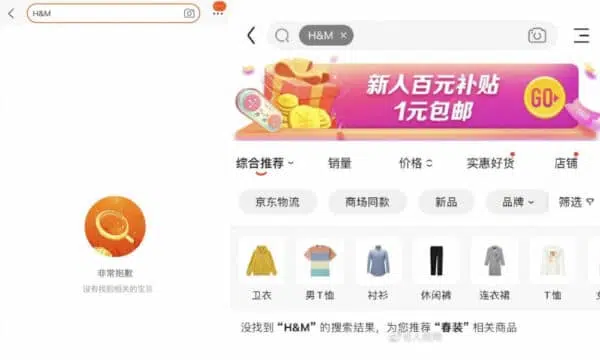 H&M
非常抱歉
没有找到相关的宝贝
H&M ×
新人百元补贴
1元包邮
GO
综合推荐 销量 价格 实惠好货 店铺
京东物流 商场同款 新品 品牌 筛选
卫衣 男T恤 衬衫 休闲裤 连衣裙 T恤
没找到 “H&M” 的搜索结果，为您推荐 “春装” 相关商品